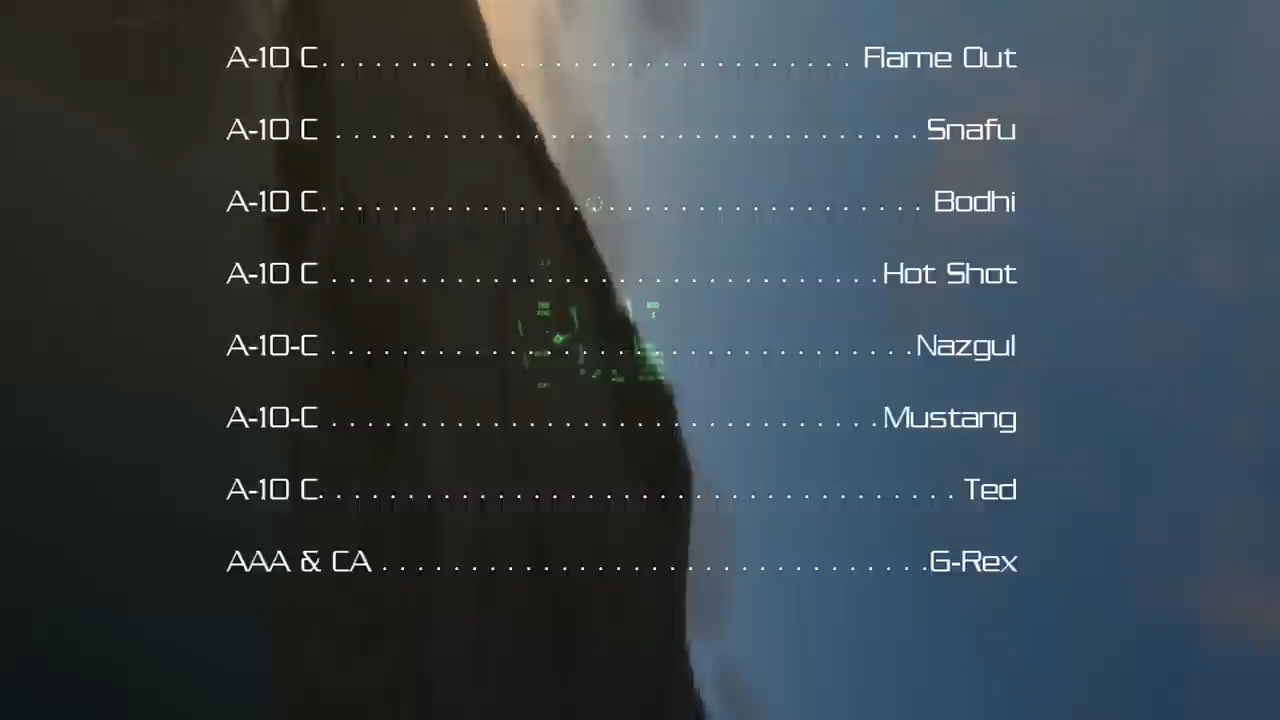 A-10 C. . . . . . . . . . . . . . . . . . . . . . . . . . . . . . Flame Out
A-10 C . . . . . . . . . . . . . . . . . . . . . . . . . . . . . . . . . Snafu
A-10 C. . . . . . . . . . . . . . . . . . . . . . . . . . . . . . . . . . Bodhi
A-10 C . . . . . . . . . . . . . . . . . . . . . . . . . . . . . . . Hot Shot
A-10-C . . . . . . . . . . . . . . . . . . . . . . . . . . . . . . . . . Nazgul
A-10-C . . . . . . . . . . . . . . . . . . . . . . . . . . . . . . . Mustang
A-10 C. . . . . . . . . . . . . . . . . . . . . . . . . . . . . . . . . . . . Ted
AAA & CA . . . . . . . . . . . . . . . . . . . . . . . . . . . . . . . G-Rex